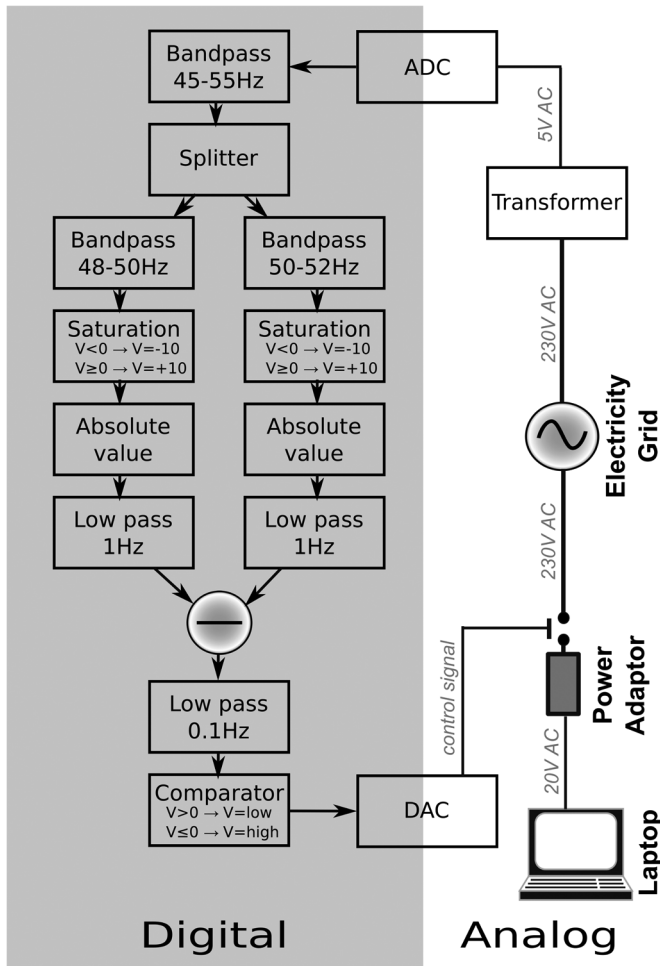 Bandpass
45-55Hz
ADC
5V AC
Splitter
Transformer
Bandpass
48-50Hz
Bandpass
50-52Hz
230V AC
Saturation
V<0 → V=-10
V≥0 → V=+10
Saturation
V<0 → V=-10
V≥0 → V=+10
Absolute
value
Absolute
value
Electricity
Grid
Low pass
1Hz
Low pass
1Hz
230V AC
control signal
Power
Adaptor
Low pass
0.1Hz
20V AC
Comparator
V>0 → V=low
V≤0 → V=high
DAC
Laptop
Digital
Analog